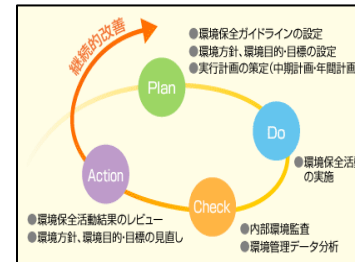 継続的改善
●環境保全ガイドラインの設定
●環境方針、環境目的・目標の設定
●実行計画の策定(中期計画・年間計画
Plan
Do
●環境保全活
の実施
Check
●内部環境監査
●環境管理データ分析
Action
●環境保全活動結果のレビュー
●環境方針、環境目的・目標の見直し